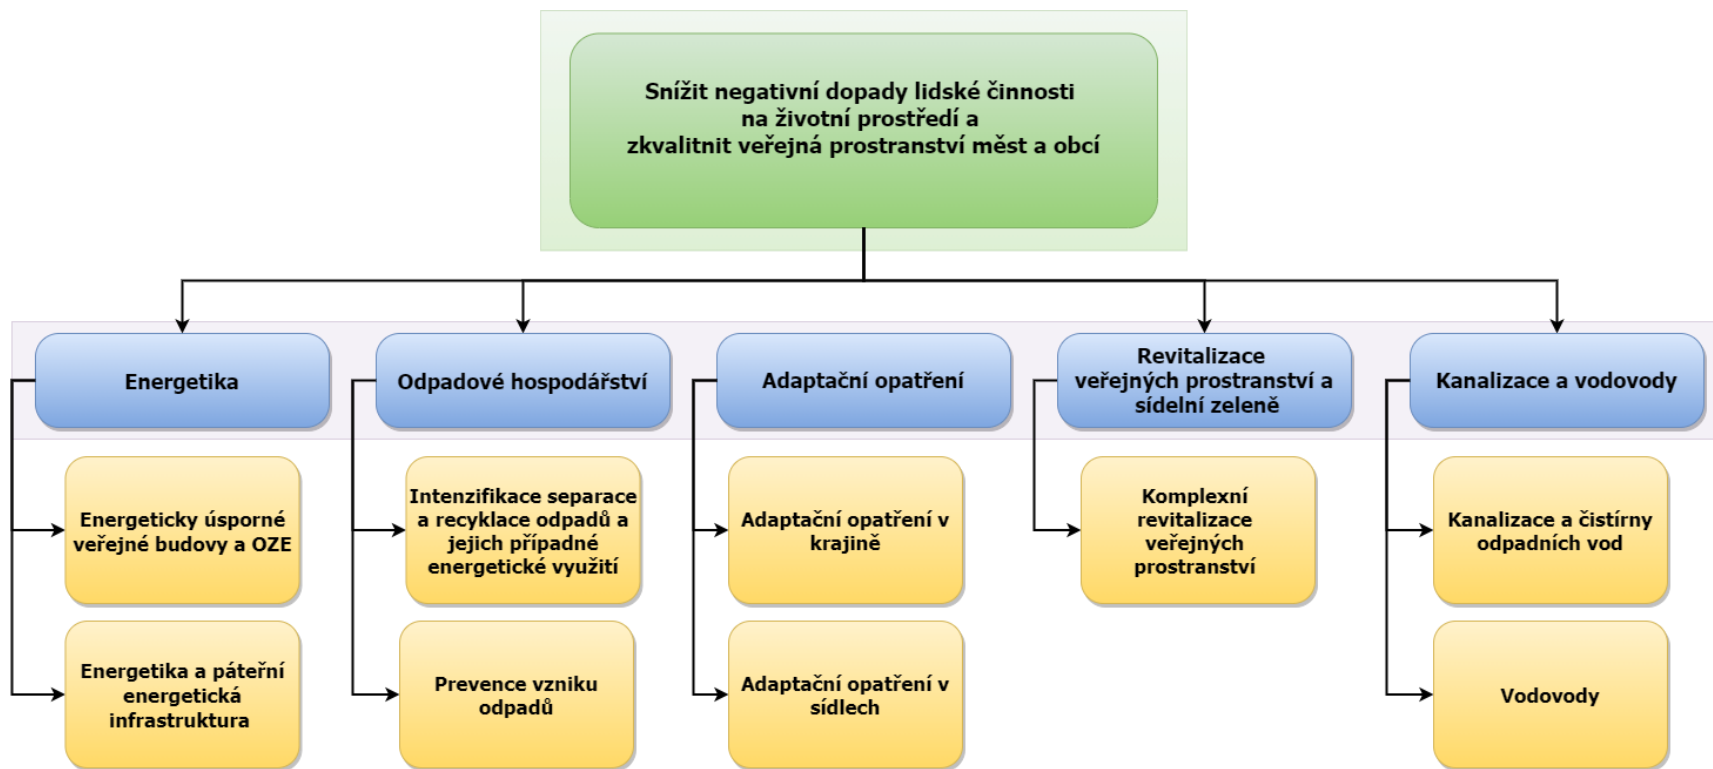 Snížit negativní dopady lidské činnosti
na životní prostředí a
zkvalitnit veřejná prostranství měst a obcí
Energetika
Odpadové hospodářství
Adaptační opatření
Revitalizace
veřejných prostranství a
sídelní zeleně
Kanalizace a vodovody
Energeticky úsporné
veřejné budovy a OZE
Intenzifikace separace
a recyklace odpadů a
jejich případné
energetické využití
Adaptační opatření v
krajině
Komplexní
revitalizace
veřejných
prostranství
Kanalizace a čistírny
odpadních vod
Energetika a páteřní
energetická
infrastruktura
Prevence vzniku
odpadů
Adaptační opatření v
sídlech
Vodovody